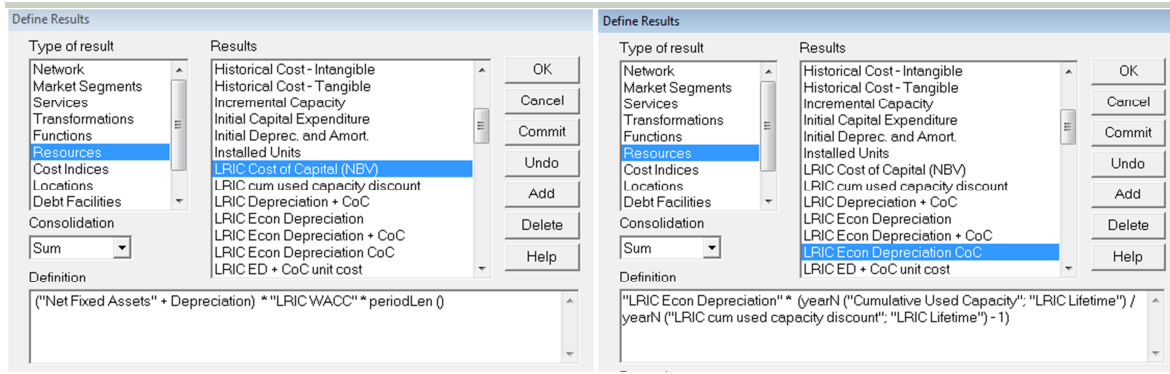 Define Results
Type of result
Network
Market Segments
Services
Transformations
Functions
Resources
Cost Indices
Locations
Debt Facilities
Consolidation
Sum
Results
Historical Cost - Intangible
Historical Cost - Tangible
Incremental Capacity
Initial Capital Expenditure
Initial Deprec. and Amort.
Installed Units
LRIC Cost of Capital (NBV)
LRIC cum used capacity discount
LRIC Depreciation + CoC
LRIC Econ Depreciation
LRIC Econ Depreciation + CoC
LRIC Econ Depreciation CoC
LRIC ED + CoC unit cost
OK
Cancel
Commit
Undo
Add
Delete
Help
Definition
("Net Fixed Assets" + Depreciation) * "LRIC WACC" * periodLen ()
Define Results
Type of result
Network
Market Segments
Services
Transformations
Functions
Resources
Cost Indices
Locations
Debt Facilities
Consolidation
Sum
Results
Historical Cost - Intangible
Historical Cost - Tangible
Incremental Capacity
Initial Capital Expenditure
Initial Deprec. and Amort.
Installed Units
LRIC Cost of Capital (NBV)
LRIC cum used capacity discount
LRIC Depreciation + CoC
LRIC Econ Depreciation
LRIC Econ Depreciation + CoC
LRIC Econ Depreciation CoC
LRIC ED + CoC unit cost
OK
Cancel
Commit
Undo
Add
Delete
Help
Definition
"LRIC Econ Depreciation" * (yearN ("Cumulative Used Capacity"; "LRIC Lifetime") /
yearN ("LRIC cum used capacity discount"; "LRIC Lifetime") - 1)